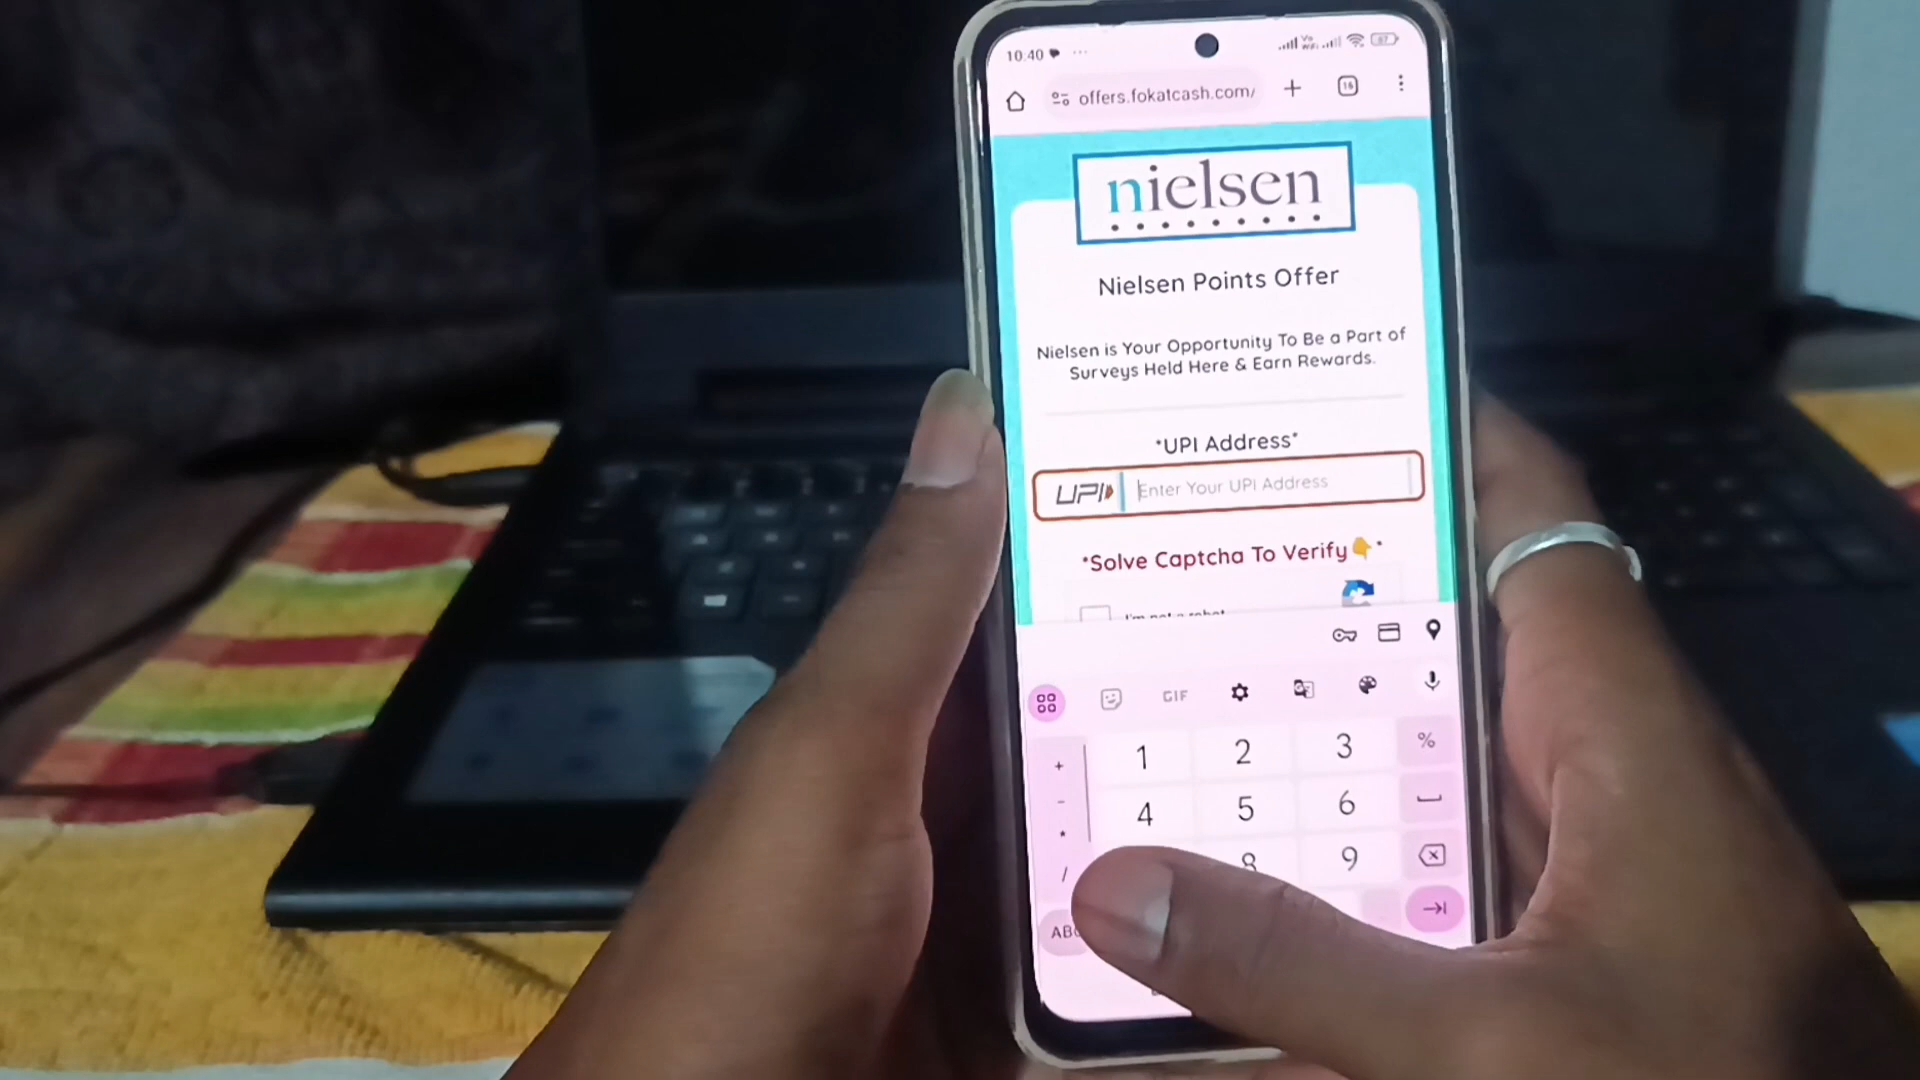 10:40
offers.fokatcash.com/
16
67
nielsen
Nielsen Points Offer
Nielsen is Your Opportunity To Be a Part of
Surveys Held Here & Earn Rewards.
*UPI Address*
UPI Enter Your UPI Address
*Solve Captcha To Verify👇*
I'm not a robot
GIF
+ 1 2 3 %
- 4 5 6
*
/ 8 9
ABC